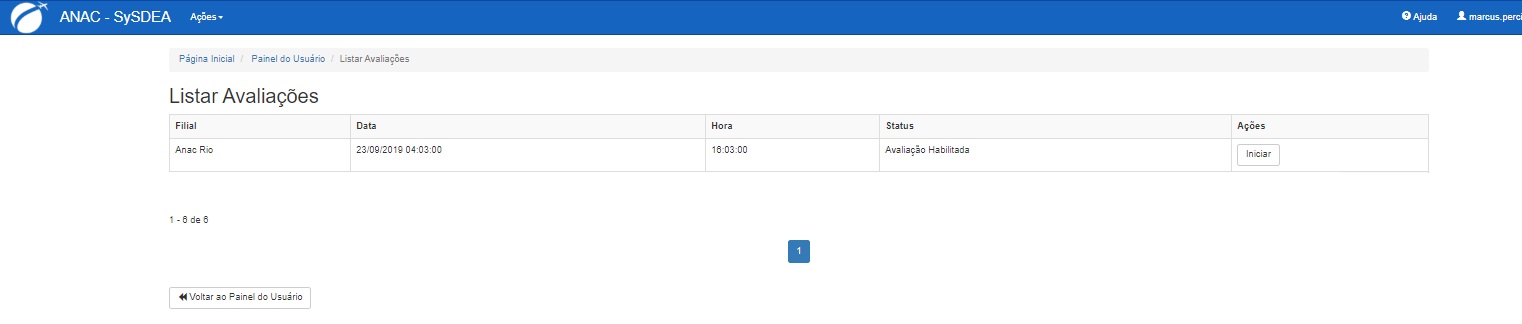 ANAC - SySDEA Ações Ajuda marcus.perci
Página Inicial / Painel do Usuário / Listar Avaliações
Listar Avaliações
Filial Data Hora Status Ações
Anac Rio 23/09/2019 04:03:00 16:03:00 Avaliação Habilitada Iniciar
1 - 6 de 6
1
Voltar ao Painel do Usuário